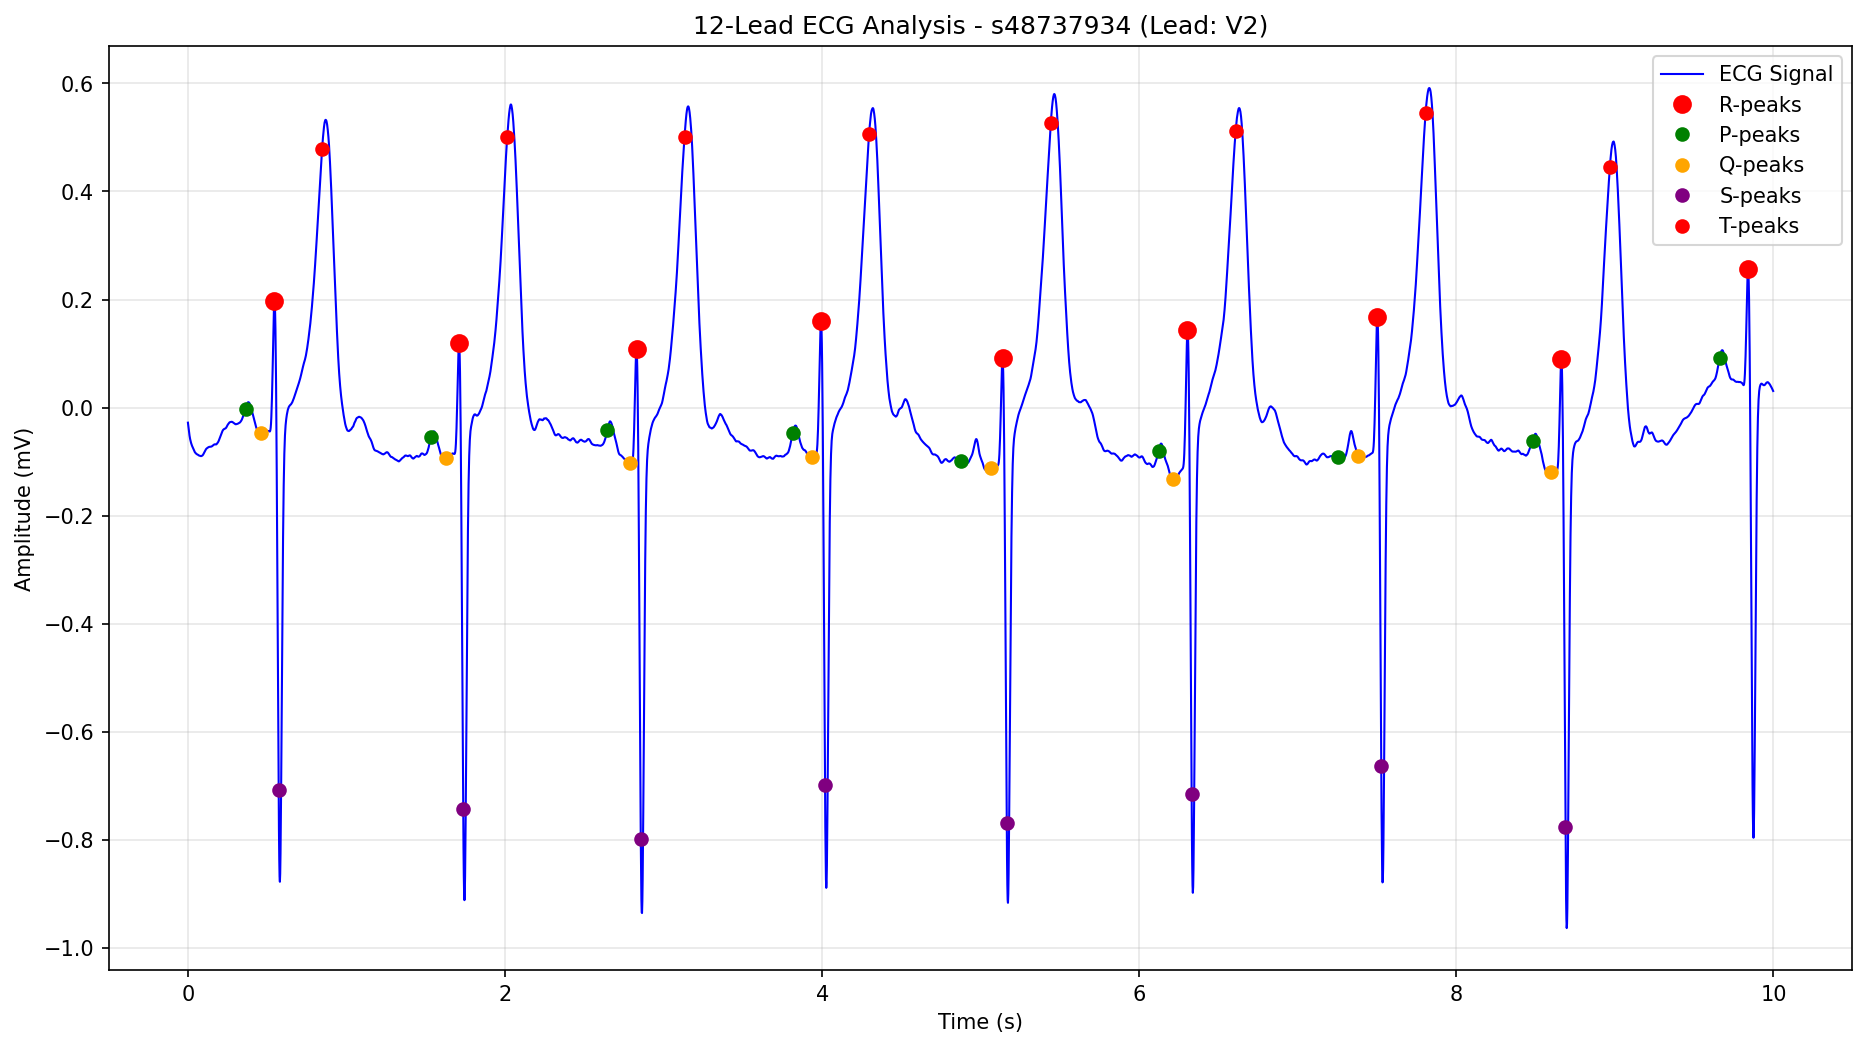 12-Lead ECG Analysis - s48737934 (Lead: V2)
ECG Signal
R-peaks
P-peaks
Q-peaks
S-peaks
T-peaks
Amplitude (mV)
0.6
0.4
0.2
0.0
−0.2
−0.4
−0.6
−0.8
−1.0
0 2 4 6 8 10
Time (s)